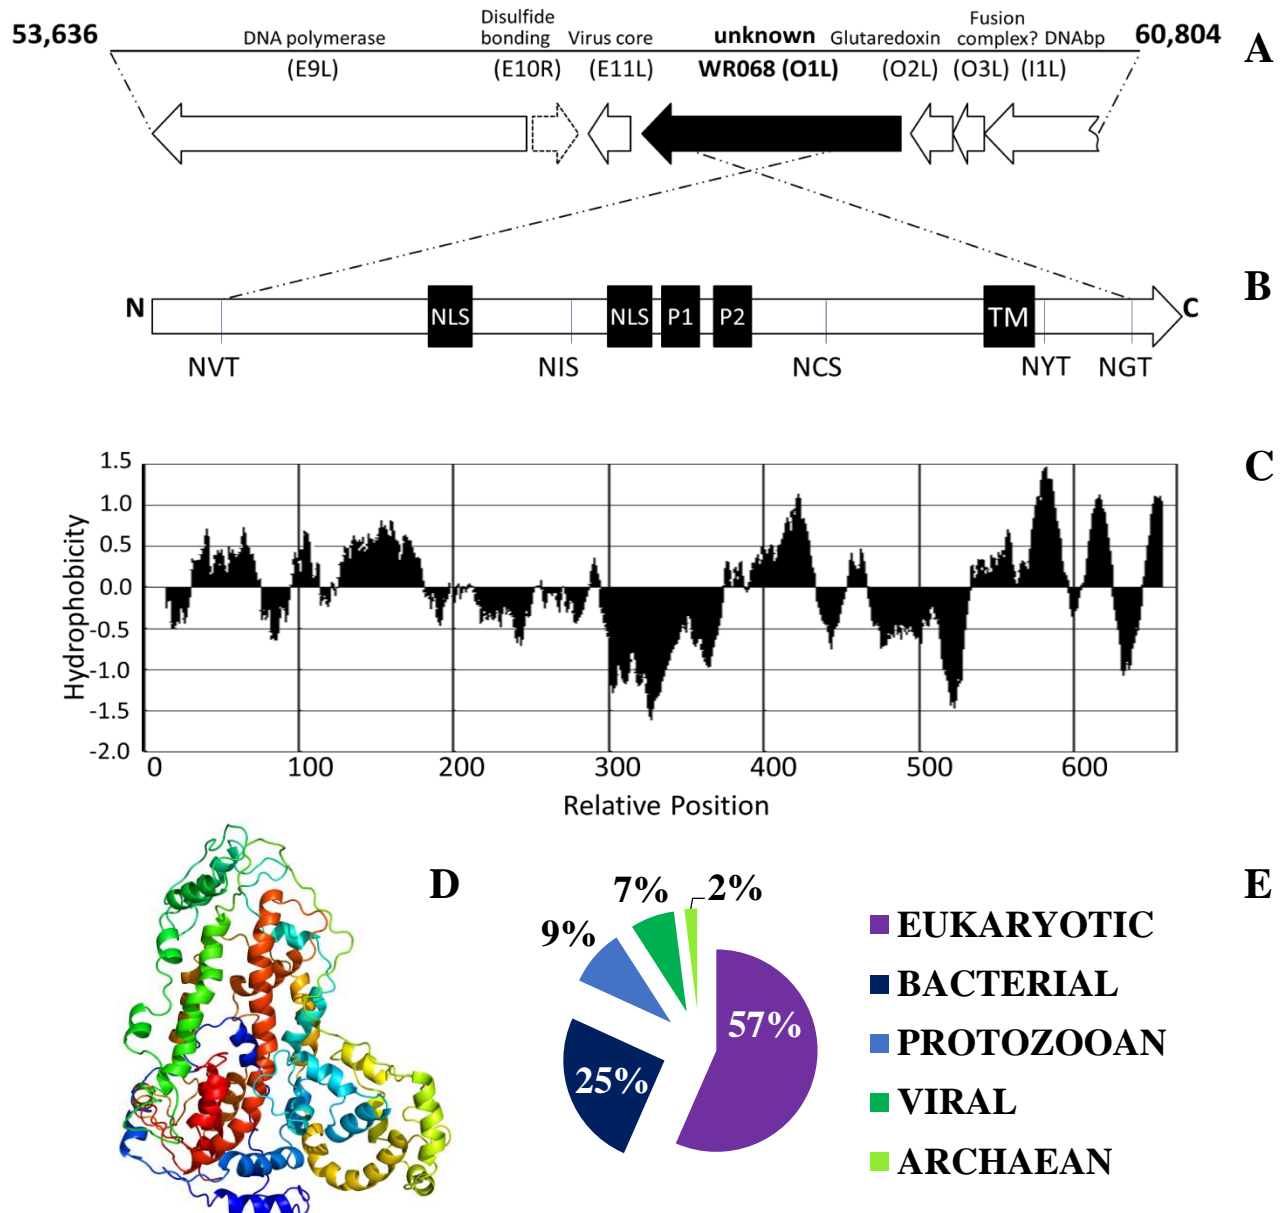 Disulfide Fusion
53,636 DNA polymerase bonding Virus core unknown Glutaredoxin complex? DNAbp 60,804 A
(E9L) (E10R) (E11L) WR068 (O1L) (O2L) (O3L) (I1L)
B
N NLS NLS P1 P2 TM C
NVT NIS NCS NYT NGT
C
1.5
1.0
0.5
0.0
-0.5
-1.0
-1.5
-2.0
Hydrophobicity
0 100 200 300 400 500 600
Relative Position
D
E
7% 2%
9%
57%
25%
EUKARYOTIC
BACTERIAL
PROTOZOOAN
VIRAL
ARCHAEAN